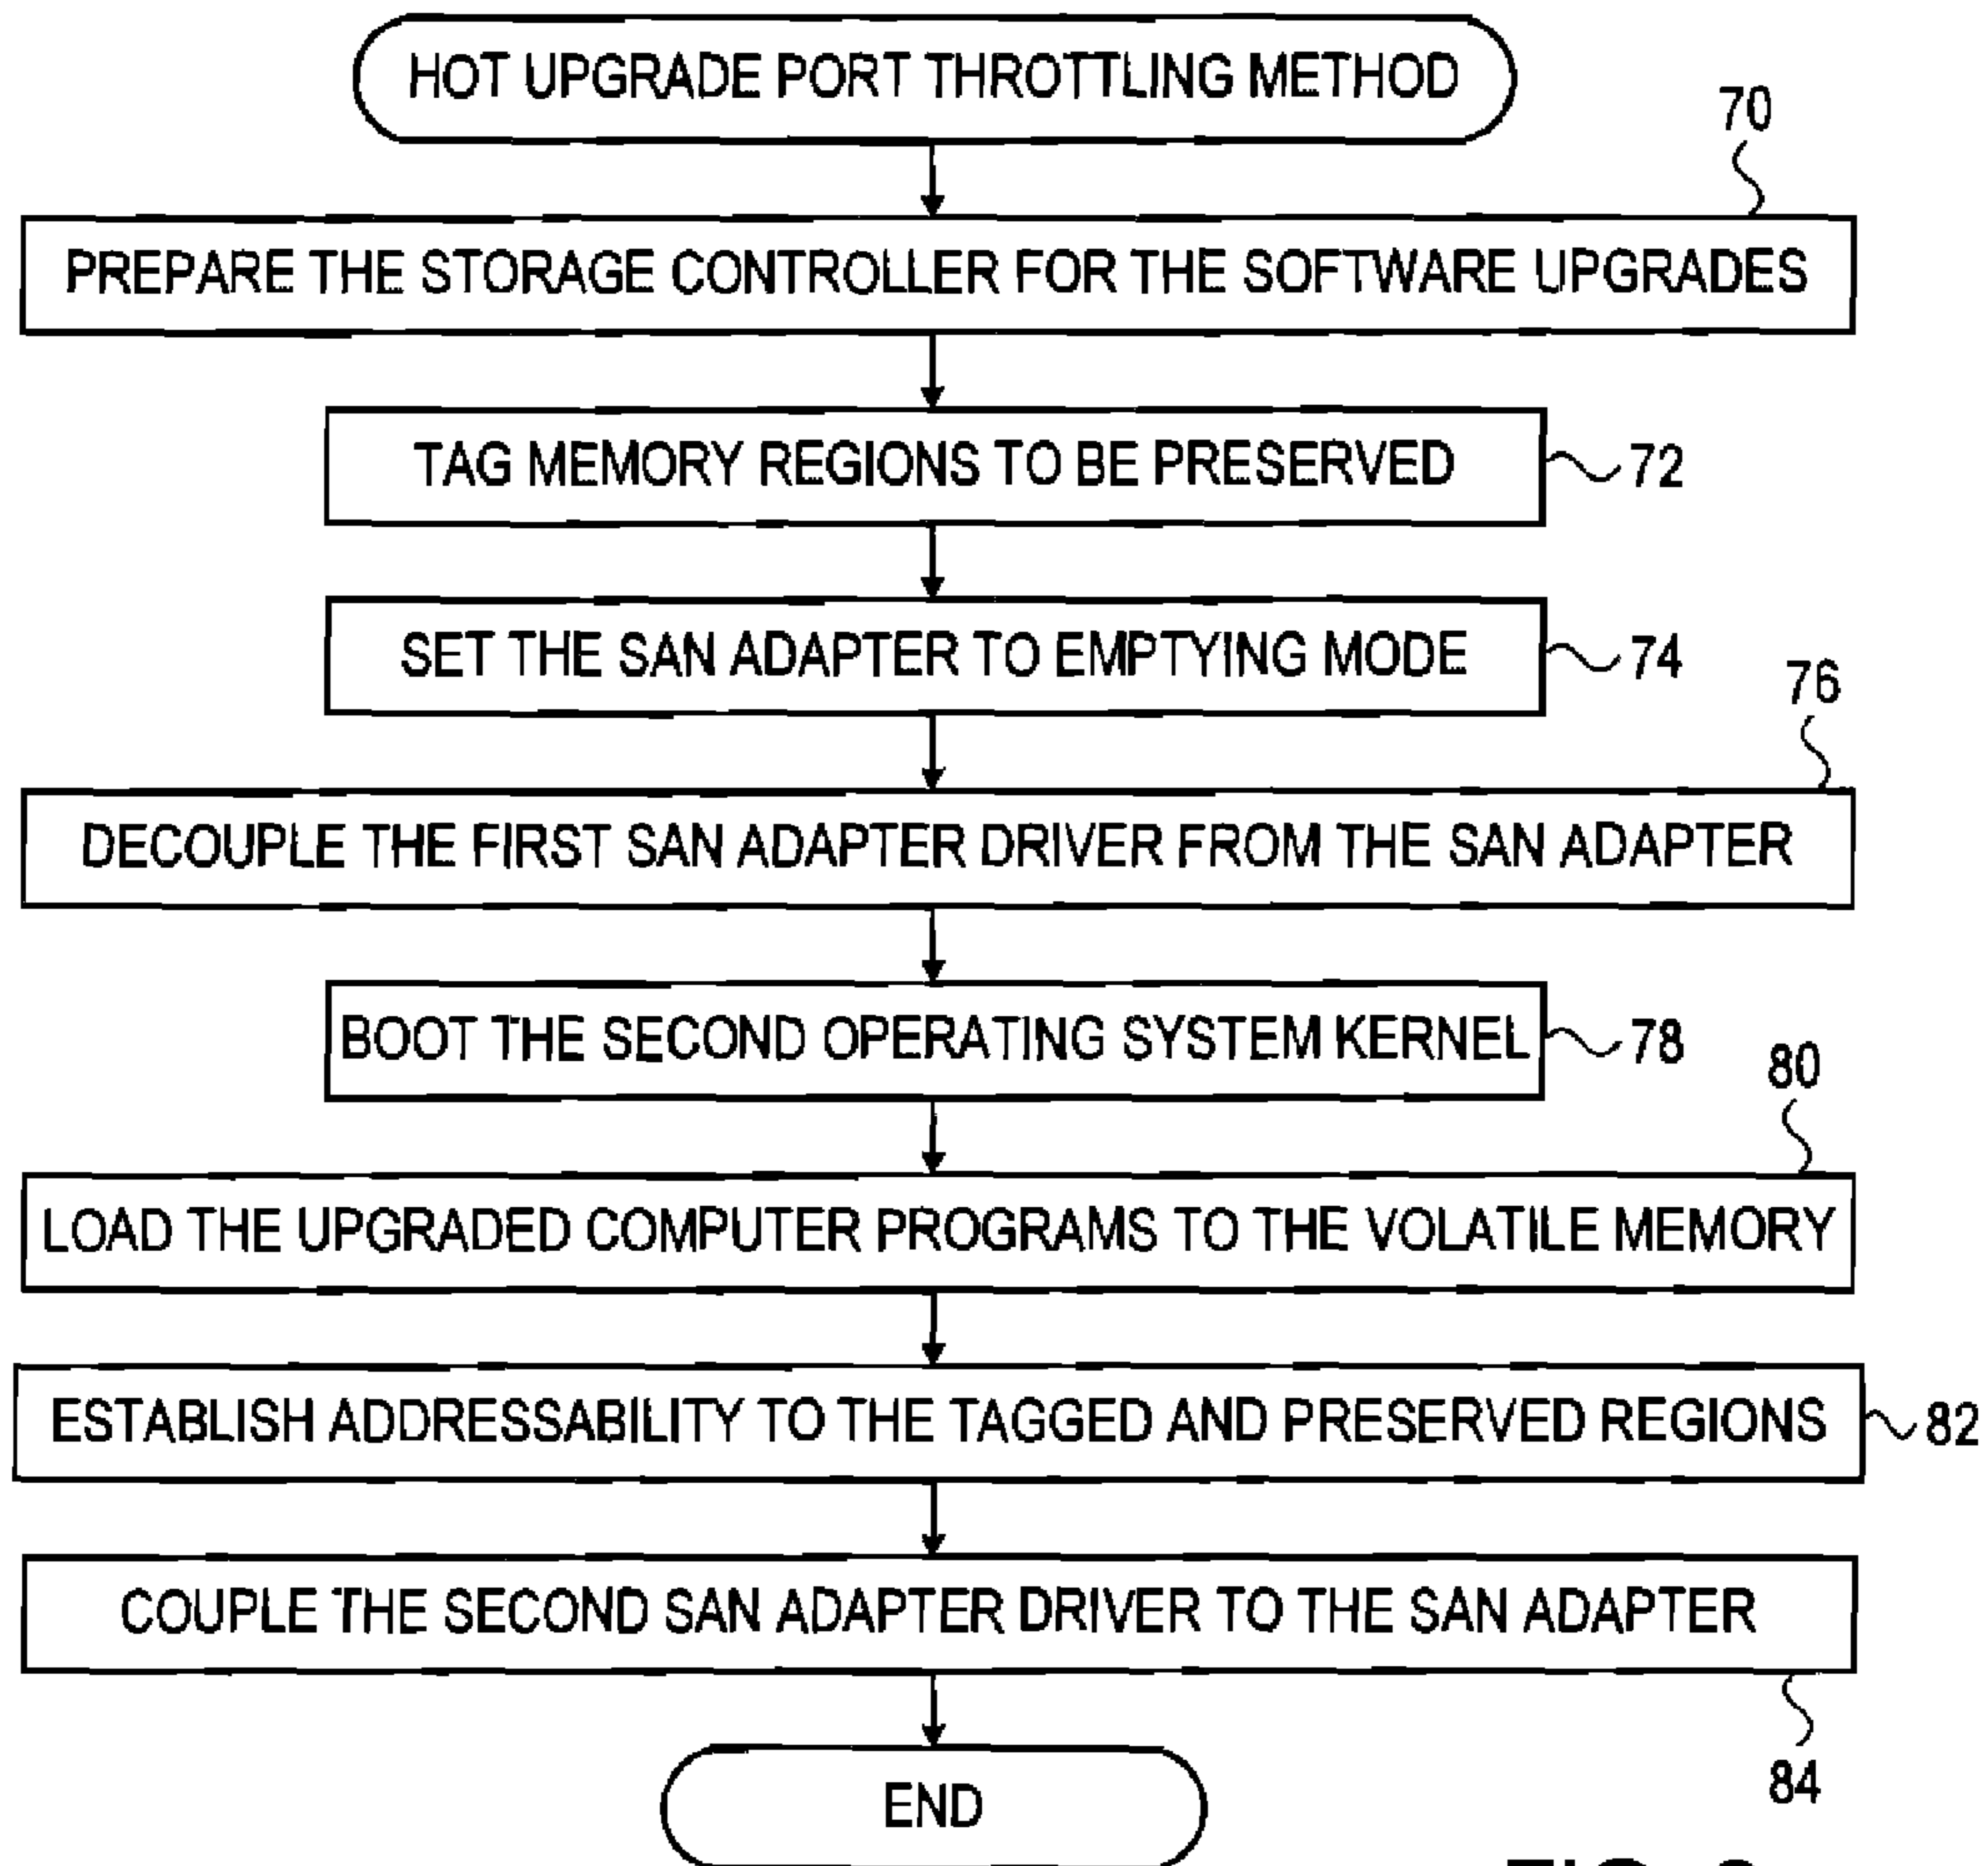 HOT UPGRADE PORT THROTTLING METHOD
70
PREPARE THE STORAGE CONTROLLER FOR THE SOFTWARE UPGRADES
TAG MEMORY REGIONS TO BE PRESERVED
72
SET THE SAN ADAPTER TO EMPTYING MODE
74
76
DECOUPLE THE FIRST SAN ADAPTER DRIVER FROM THE SAN ADAPTER
BOOT THE SECOND OPERATING SYSTEM KERNEL
78
80
LOAD THE UPGRADED COMPUTER PROGRAMS TO THE VOLATILE MEMORY
ESTABLISH ADDRESSABILITY TO THE TAGGED AND PRESERVED REGIONS
82
COUPLE THE SECOND SAN ADAPTER DRIVER TO THE SAN ADAPTER
84
END